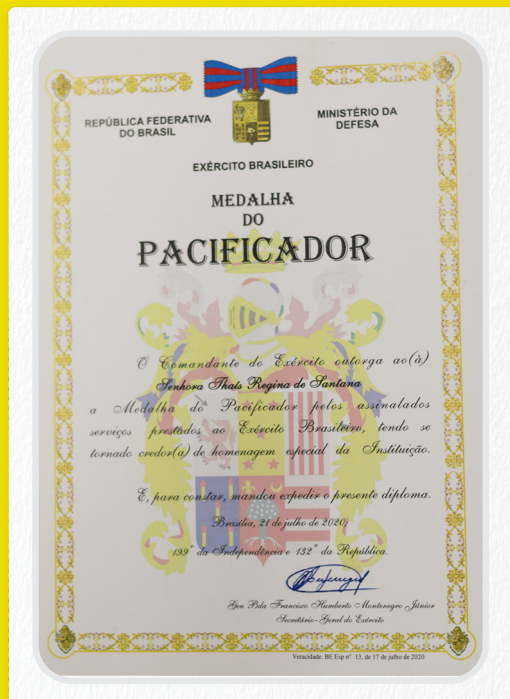 REPÚBLICA FEDERATIVA
DO BRASIL
MINISTÉRIO DA
DEFESA
EXÉRCITO BRASILEIRO
MEDALHA
DO
PACIFICADOR
O Comandante do Exército outorga ao(à)
Senhora Thats Regina de Santana
a Medalha do Pacificador pelos assinalados
serviços prestados ao Exército Brasileiro, tendo se
tornado credor(a) de homenagem especial da Instituição.
E, para constar, mandou expedir o presente diploma.
Brasília, 21 de julho de 2020;
199º da Independência e 132º da República.
Gen Bda Francisco Humberto Montenegro Júnior
Secretário-Geral do Exército
Veracidade: BE Esp nº 13, de 17 de julho de 2020